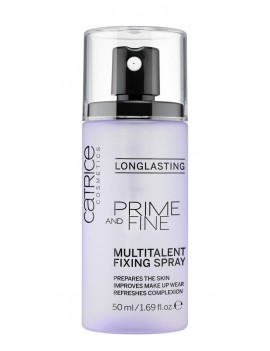 LONGLASTING
CATRICE
COSMETICS
PRIME
AND FINE
MULTITALENT
FIXING SPRAY
PREPARES THE SKIN
IMPROVES MAKE UP WEAR
REFRESHES COMPLEXION
50 ml / 1.69 fl.oz. ℮